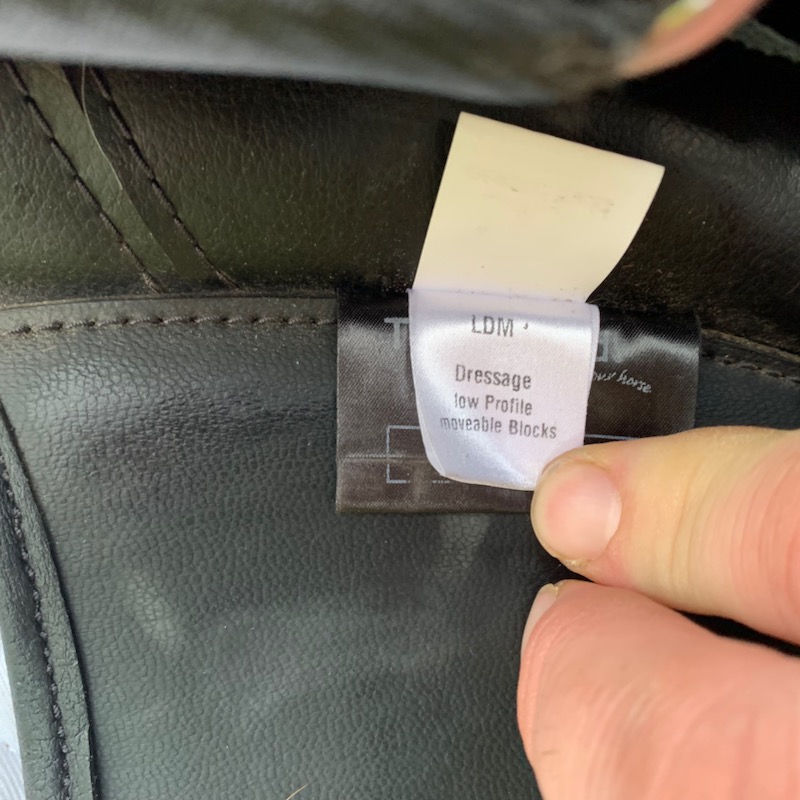 LDM
Dressage
low Profile
moveable Blocks
horse